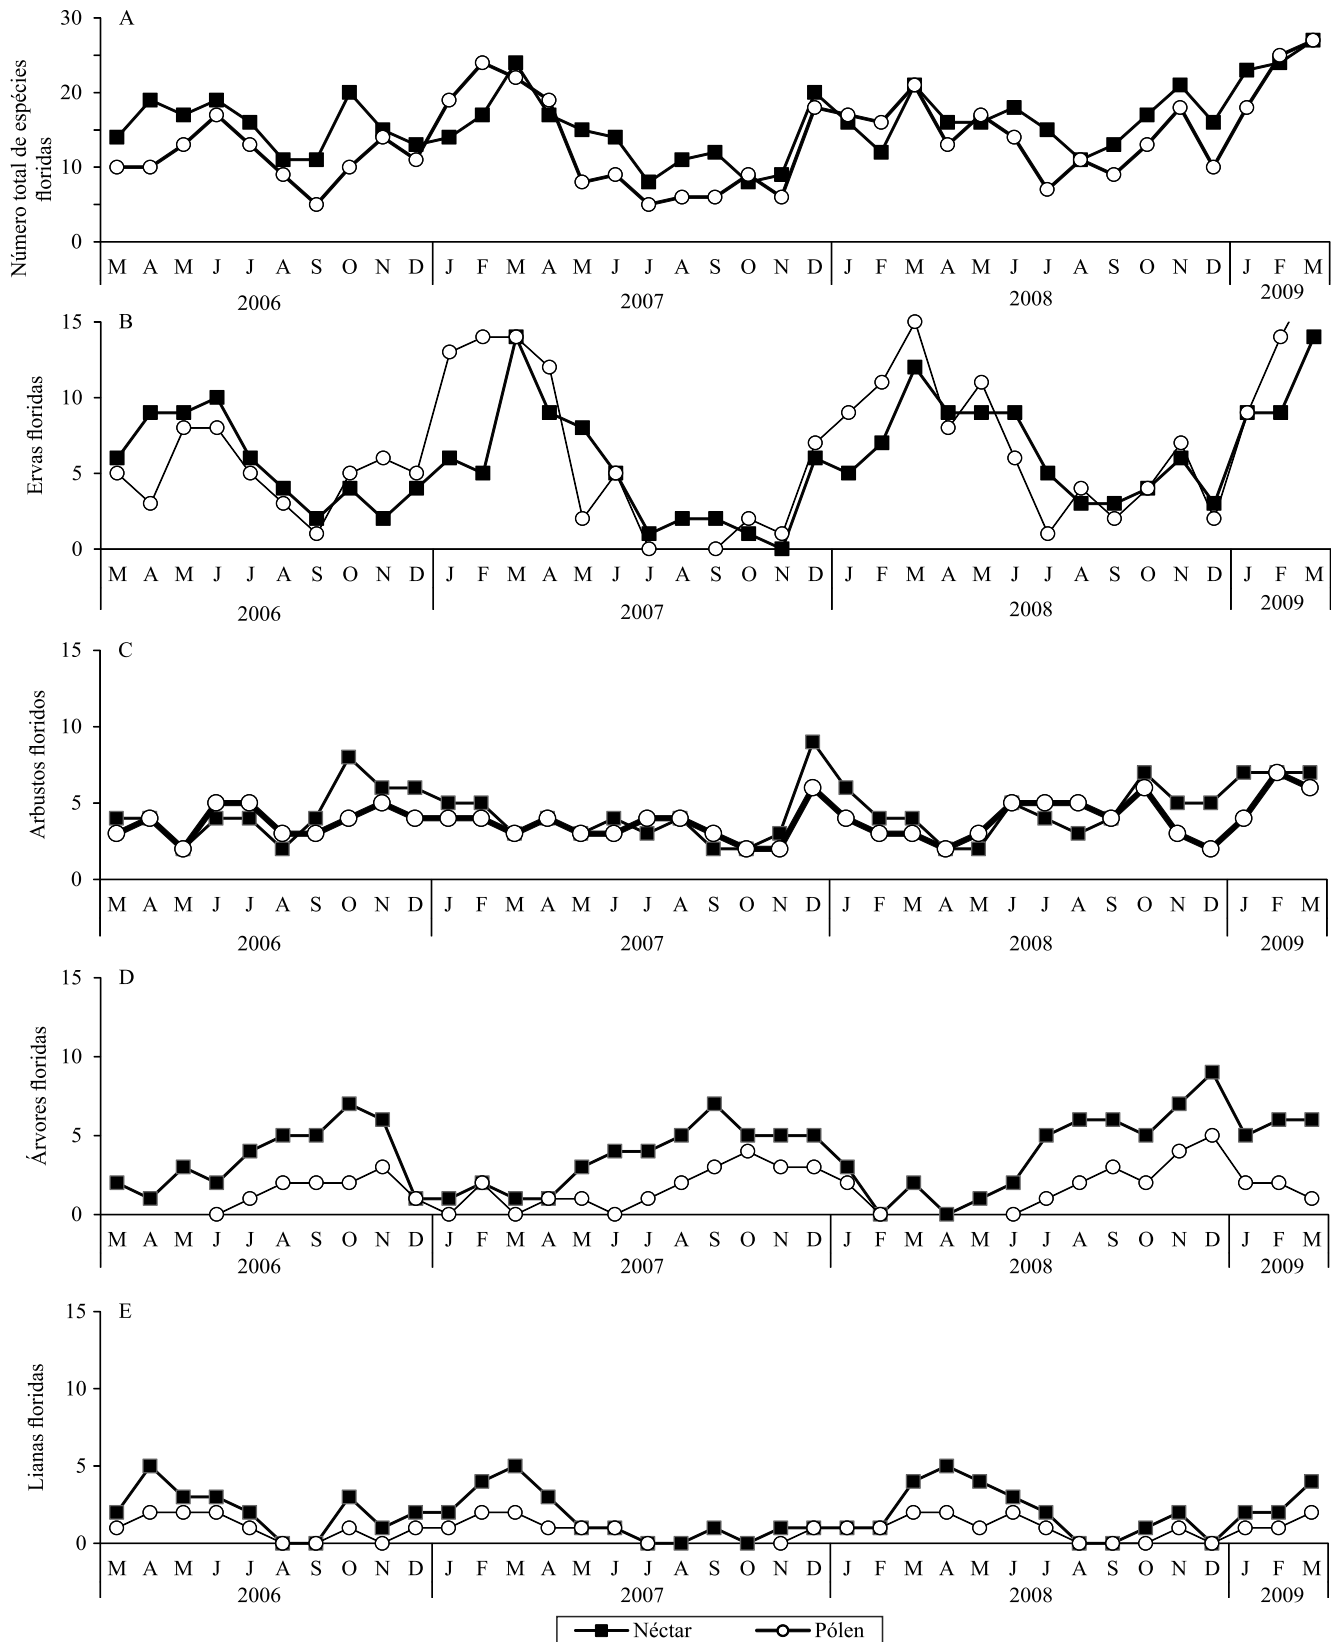 A
30
20
10
0
Número total de espécies
floridas
M A M J J A S O N D J F M A M J J A S O N D J F M A M J J A S O N D J F M
2006 2007 2008 2009
B
15
10
5
0
Ervas floridas
M A M J J A S O N D J F M A M J J A S O N D J F M A M J J A S O N D J F M
2006 2007 2008 2009
C
15
10
5
0
Arbustos floridos
M A M J J A S O N D J F M A M J J A S O N D J F M A M J J A S O N D J F M
2006 2007 2008 2009
D
15
10
5
0
Árvores floridas
M A M J J A S O N D J F M A M J J A S O N D J F M A M J J A S O N D J F M
2006 2007 2008 2009
E
15
10
5
0
Lianas floridas
M A M J J A S O N D J F M A M J J A S O N D J F M A M J J A S O N D J F M
2006 2007 2008 2009
Néctar Pólen